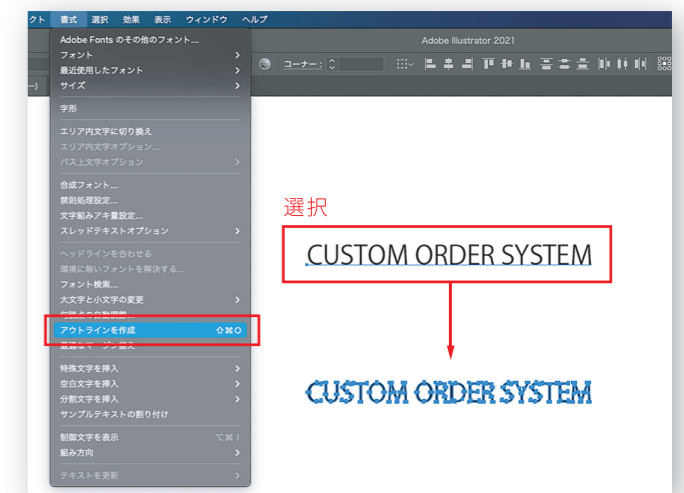 クト 書式 選択 効果 表示 ウィンドウ ヘルプ
Adobe Illustrator 2021
コーナー:
Adobe Fonts のその他のフォント...
フォント
最近使用したフォント
サイズ
字形
エリア内文字に切り換え
エリア内文字オプション...
パス上文字オプション
合成フォント...
禁則処理設定...
文字組みアキ量設定...
スレッドテキストオプション
ヘッドラインを合わせる
環境に無いフォントを解決する...
フォント検索...
大文字と小文字の変更
アウトラインを作成 ⇧⌘O
特殊文字を挿入
空白文字を挿入
分割文字を挿入
サンプルテキストの割り付け
制御文字を表示 ⌥⌘I
組み方向
テキストを更新
選択
CUSTOM ORDER SYSTEM
CUSTOM ORDER SYSTEM